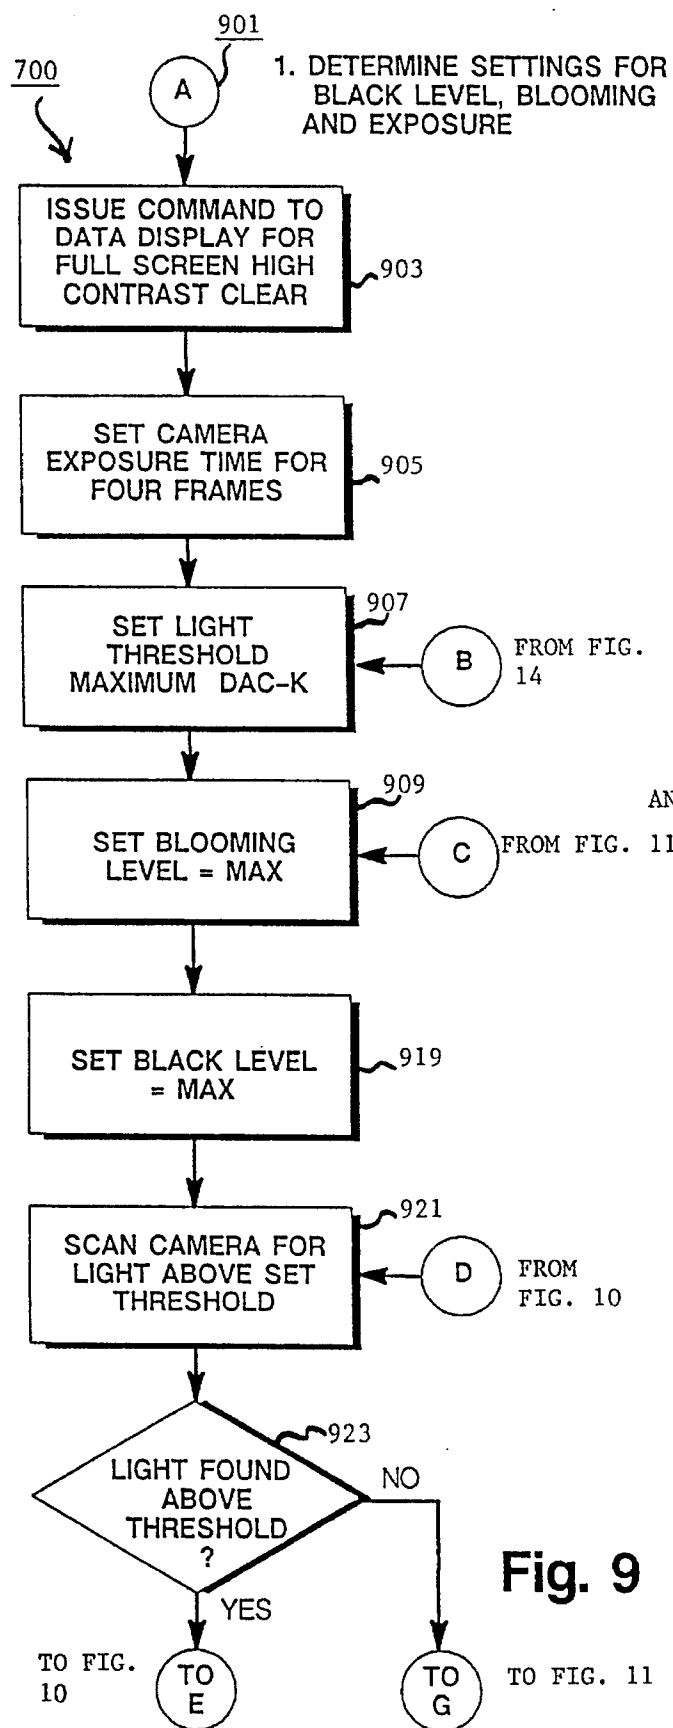 901
700
A
1. DETERMINE SETTINGS FOR
BLACK LEVEL, BLOOMING
AND EXPOSURE
ISSUE COMMAND TO
DATA DISPLAY FOR
FULL SCREEN HIGH
CONTRAST CLEAR
903
SET CAMERA
EXPOSURE TIME FOR
FOUR FRAMES
905
907
SET LIGHT
THRESHOLD
MAXIMUM DAC-K
B
FROM FIG.
14
909
SET BLOOMING
LEVEL = MAX
C
AN
FROM FIG. 11
SET BLACK LEVEL
= MAX
919
921
SCAN CAMERA FOR
LIGHT ABOVE SET
THRESHOLD
D
FROM
FIG. 10
923
LIGHT FOUND
ABOVE
THRESHOLD
?
NO
YES
Fig. 9
TO FIG.
10
TO
E
TO
G
TO FIG. 11